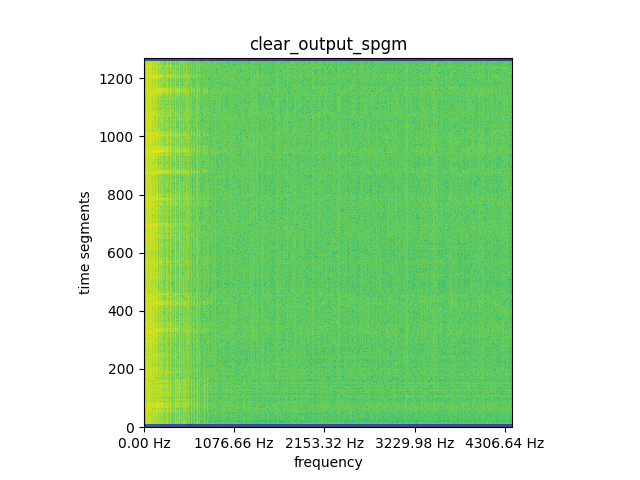 clear_output_spgm
1200
1000
800
600
400
200
0
time segments
0.00 Hz 1076.66 Hz 2153.32 Hz 3229.98 Hz 4306.64 Hz
frequency